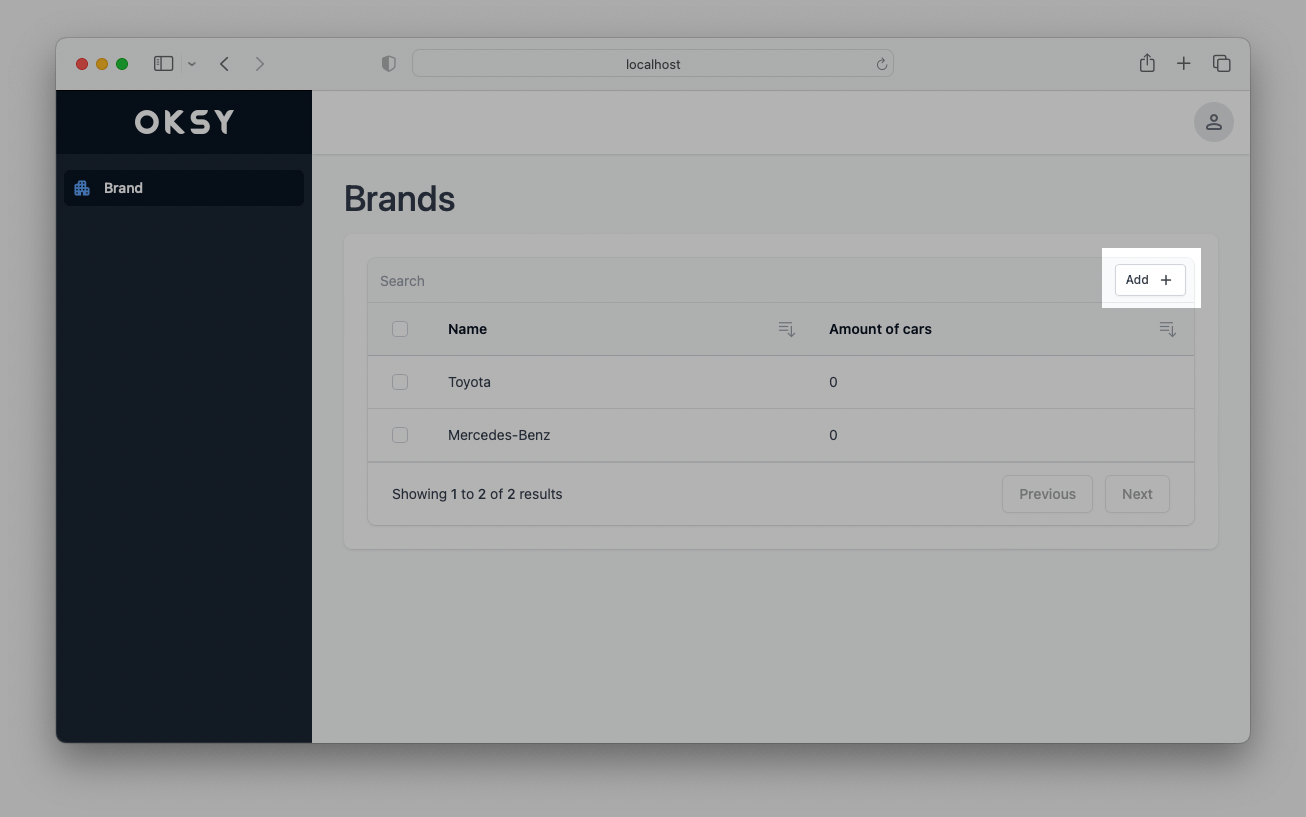 localhost
OKSY
Brand
Brands
Search
Add
Name Amount of cars
Toyota 0
Mercedes-Benz 0
Showing 1 to 2 of 2 results Previous Next